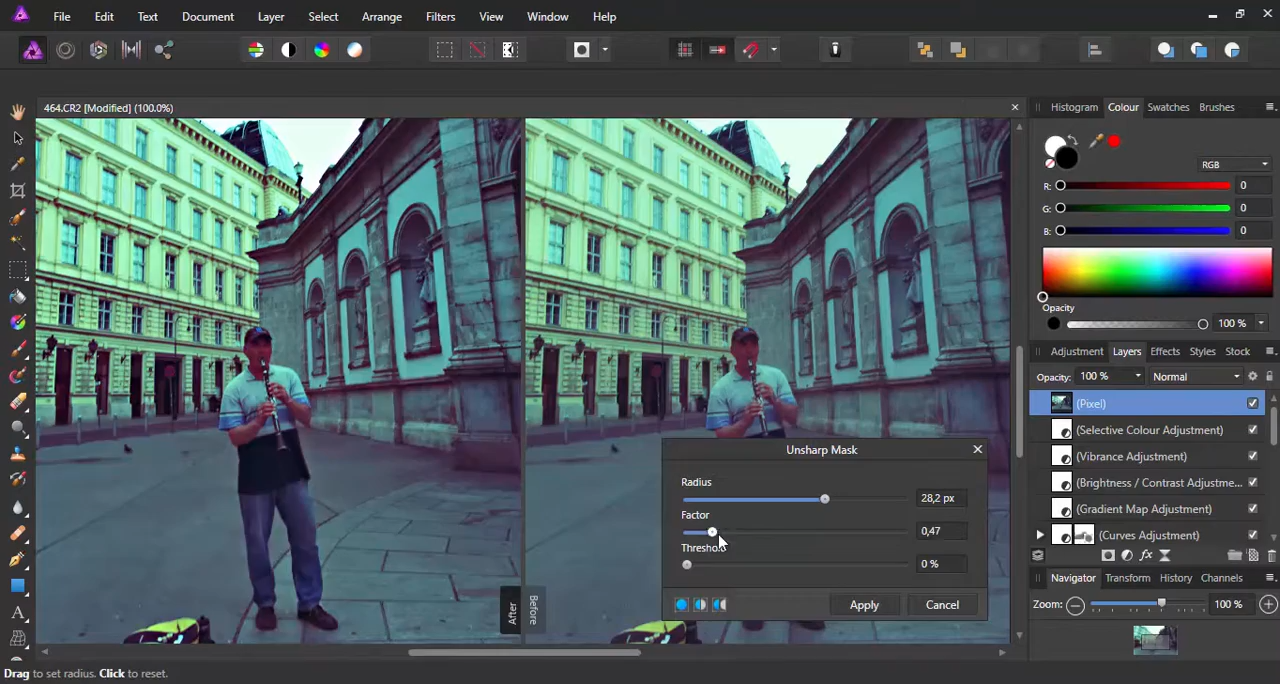 File Edit Text Document Layer Select Arrange Filters View Window Help
464.CR2 [Modified] (100.0%)
Histogram Colour Swatches Brushes
RGB
R: 0
G: 0
B: 0
Opacity
100 %
Adjustment Layers Effects Styles Stock
Opacity: 100 % Normal
(Pixel)
(Selective Colour Adjustment)
(Vibrance Adjustment)
(Brightness / Contrast Adjustme...
(Gradient Map Adjustment)
(Curves Adjustment)
Navigator Transform History Channels
Zoom: 100 %
Unsharp Mask
Radius
28,2 px
Factor
0,47
Threshold
0 %
Apply Cancel
After
Before
Drag to set radius. Click to reset.